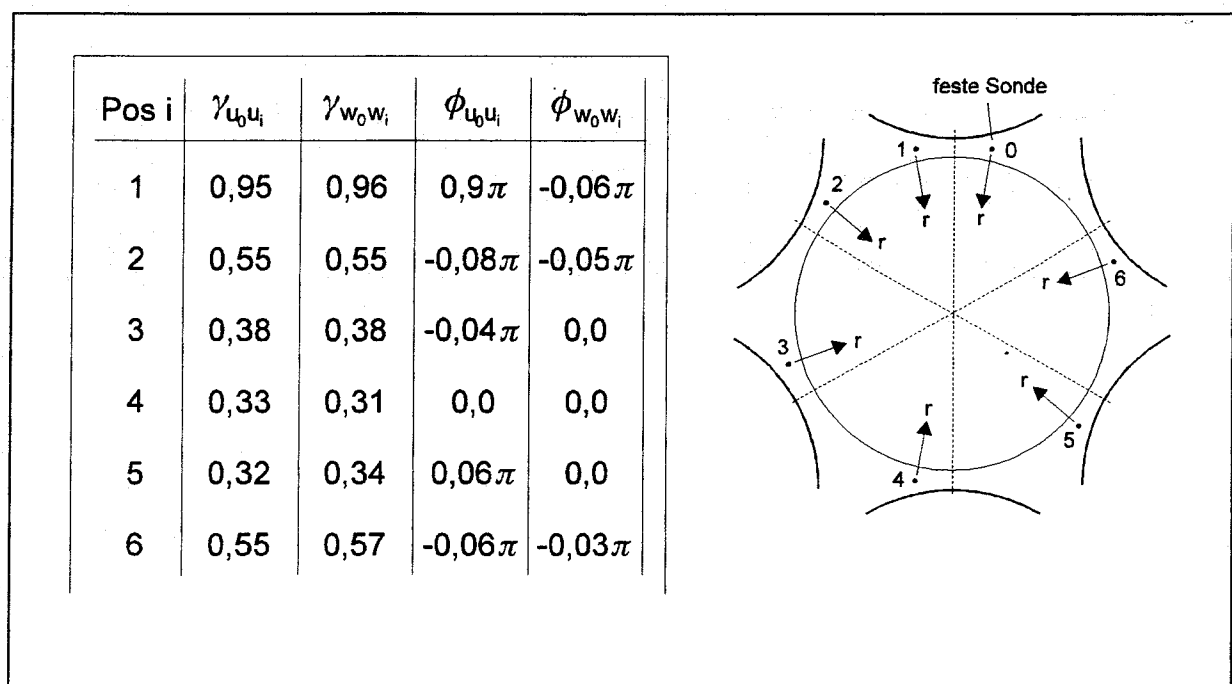 Pos i γu₀uᵢ γw₀wᵢ ϕu₀uᵢ ϕw₀wᵢ
1 0,95 0,96 0,9π -0,06π
2 0,55 0,55 -0,08π -0,05π
3 0,38 0,38 -0,04π 0,0
4 0,33 0,31 0,0 0,0
5 0,32 0,34 0,06π 0,0
6 0,55 0,57 -0,06π -0,03π
feste Sonde
1 0
2
r r
r
r 6
3
r
r
r
5
4